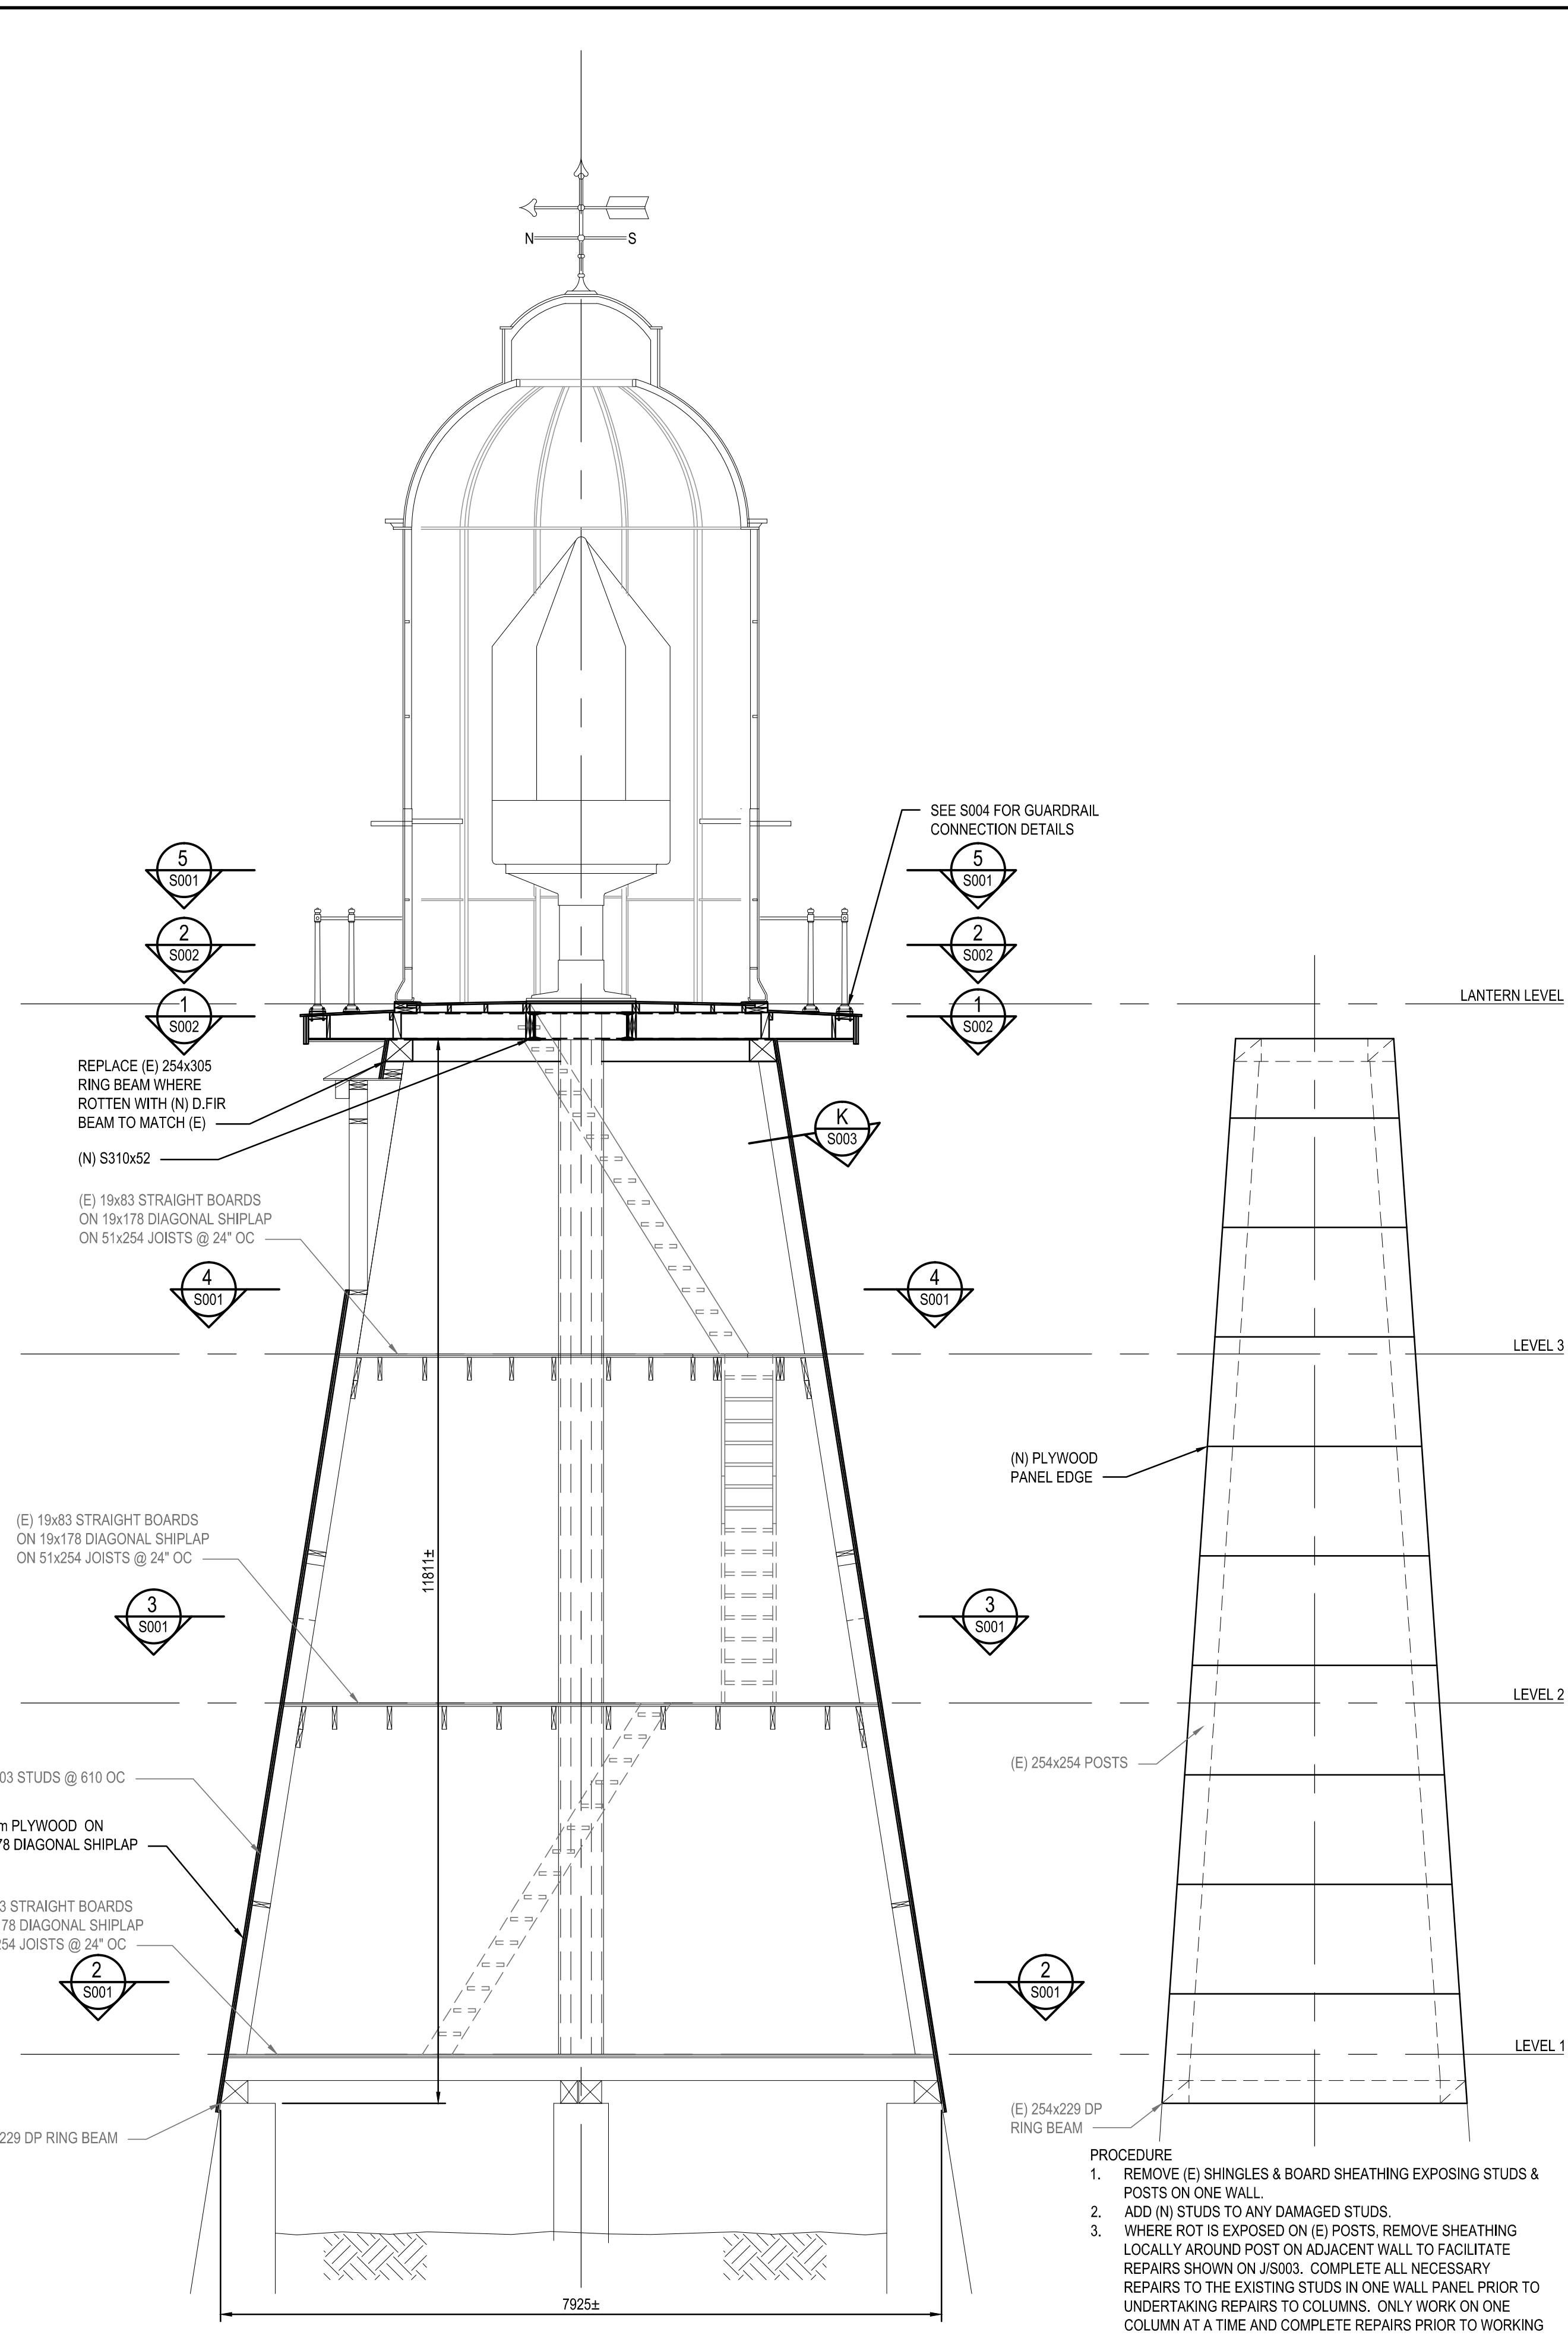 N
S
SEE S004 FOR GUARDRAIL
CONNECTION DETAILS
5
S001
5
S001
2
S002
2
S002
1
S002
1
S002
LANTERN LEVEL
REPLACE (E) 254x305
RING BEAM WHERE
ROTTEN WITH (N) D.FIR
BEAM TO MATCH (E)
K
S003
(N) S310x52
(E) 19x83 STRAIGHT BOARDS
ON 19x178 DIAGONAL SHIPLAP
ON 51x254 JOISTS @ 24" OC
4
S001
4
S001
LEVEL 3
(N) PLYWOOD
PANEL EDGE
(E) 19x83 STRAIGHT BOARDS
ON 19x178 DIAGONAL SHIPLAP
ON 51x254 JOISTS @ 24" OC
11811±
3
S001
3
S001
LEVEL 2
(E) 254x254 POSTS
03 STUDS @ 610 OC
m PLYWOOD ON
78 DIAGONAL SHIPLAP
3 STRAIGHT BOARDS
78 DIAGONAL SHIPLAP
254 JOISTS @ 24" OC
2
S001
2
S001
LEVEL 1
(E) 254x229 DP
RING BEAM
229 DP RING BEAM
7925±
PROCEDURE
1. REMOVE (E) SHINGLES & BOARD SHEATHING EXPOSING STUDS &
POSTS ON ONE WALL.
2. ADD (N) STUDS TO ANY DAMAGED STUDS.
3. WHERE ROT IS EXPOSED ON (E) POSTS, REMOVE SHEATHING
LOCALLY AROUND POST ON ADJACENT WALL TO FACILITATE
REPAIRS SHOWN ON J/S003. COMPLETE ALL NECESSARY
REPAIRS TO THE EXISTING STUDS IN ONE WALL PANEL PRIOR TO
UNDERTAKING REPAIRS TO COLUMNS. ONLY WORK ON ONE
COLUMN AT A TIME AND COMPLETE REPAIRS PRIOR TO WORKING